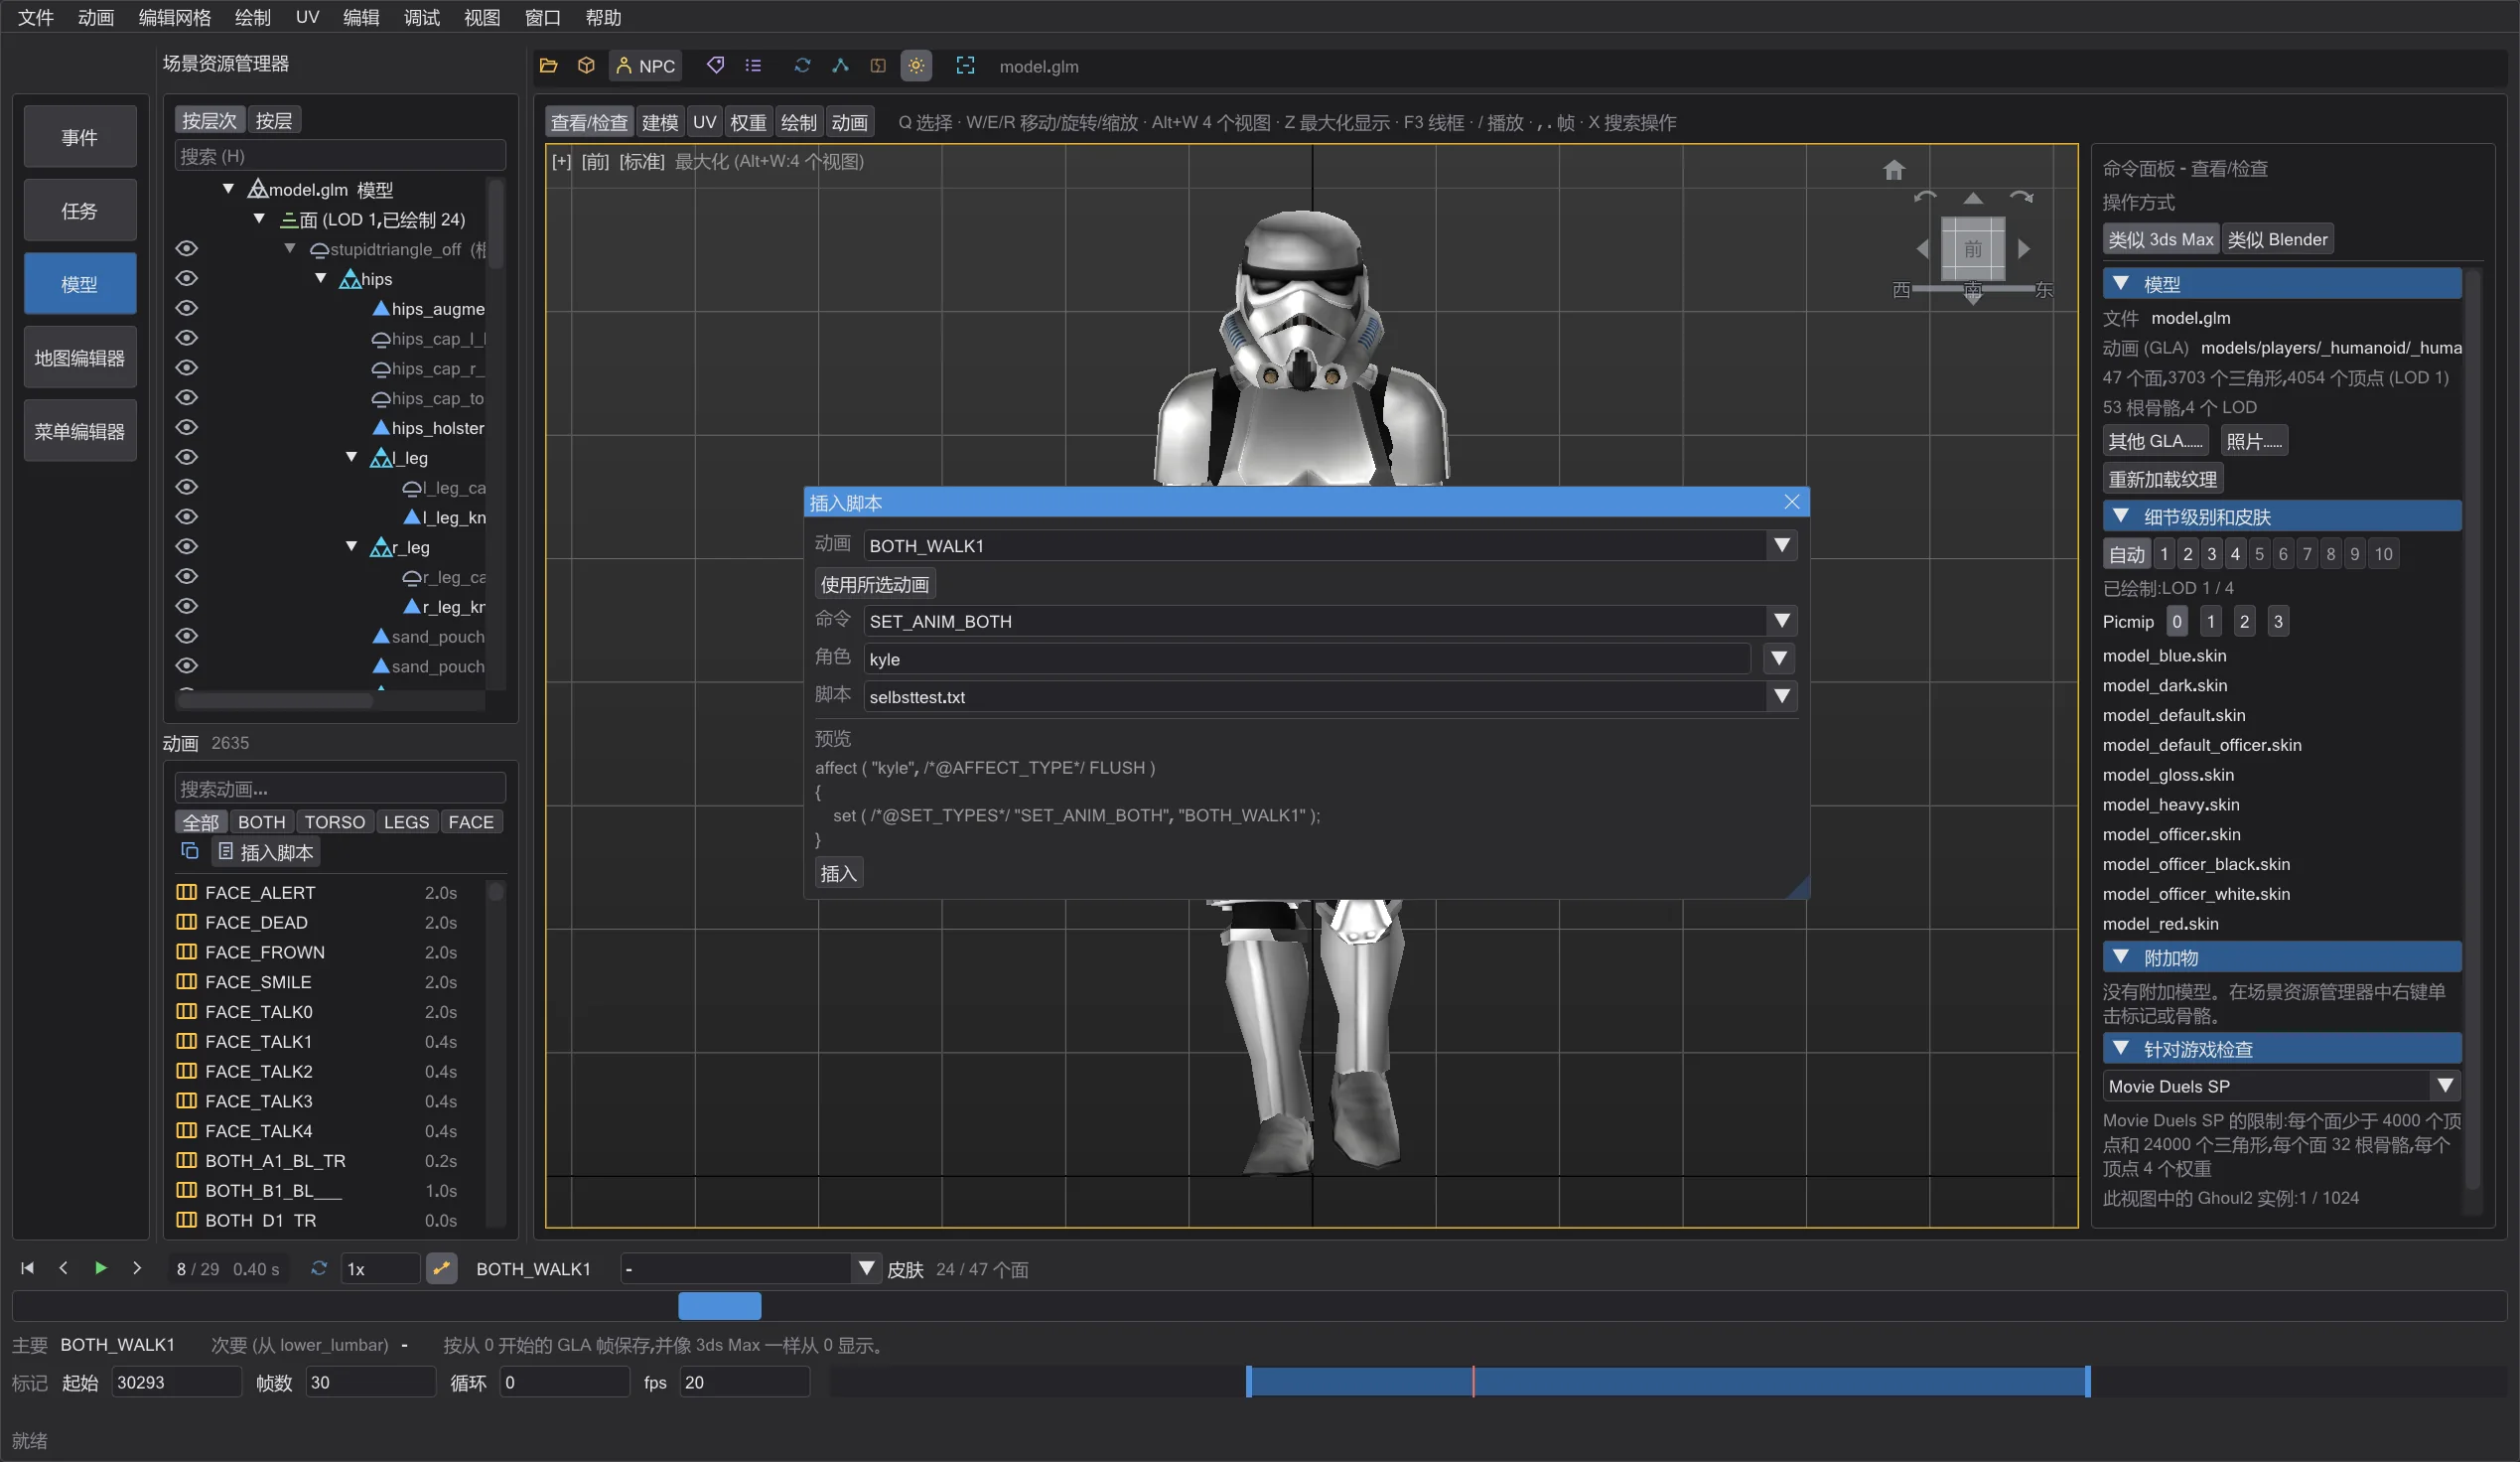 文件 动画 编辑网格 绘制 UV 编辑 调试 视图 窗口 帮助
场景资源管理器
NPC model.glm
事件
任务
模型
地图编辑器
菜单编辑器
按层次 按层
搜索 (H)
model.glm 模型
面 (LOD 1,已绘制 24)
stupidtriangle_off
hips
hips_augme
hips_cap_l_
hips_cap_r_
hips_cap_to
hips_holster
l_leg
l_leg_ca
l_leg_kn
r_leg
r_leg_ca
r_leg_kn
sand_pouch
sand_pouch
动画 2635
搜索动画...
全部 BOTH TORSO LEGS FACE
插入脚本
FACE_ALERT 2.0s
FACE_DEAD 2.0s
FACE_FROWN 2.0s
FACE_SMILE 2.0s
FACE_TALK0 2.0s
FACE_TALK1 0.4s
FACE_TALK2 0.4s
FACE_TALK3 0.4s
FACE_TALK4 0.4s
BOTH_A1_BL_TR 0.2s
BOTH_B1_BL___ 1.0s
BOTH_D1_TR 0.0s
查看/检查 建模 UV 权重 绘制 动画 Q 选择 · W/E/R 移动/旋转/缩放 · Alt+W 4 个视图 · Z 最大化显示 · F3 线框 · / 播放 · ,. 帧 · X 搜索操作
[+] [前] [标准] 最大化 (Alt+W:4 个视图)
前
西 南 东
插入脚本
动画 BOTH_WALK1
使用所选动画
命令 SET_ANIM_BOTH
角色 kyle
脚本 selbsttest.txt
预览
affect ( "kyle", /*@AFFECT_TYPE*/ FLUSH )
{
set ( /*@SET_TYPES*/ "SET_ANIM_BOTH", "BOTH_WALK1" );
}
插入
命令面板 - 查看/检查
操作方式
类似 3ds Max 类似 Blender
模型
文件 model.glm
动画 (GLA) models/players/_humanoid/_huma
47 个面,3703 个三角形,4054 个顶点 (LOD 1)
53 根骨骼,4 个 LOD
其他 GLA...... 照片......
重新加载纹理
细节级别和皮肤
自动 1 2 3 4 5 6 7 8 9 10
已绘制:LOD 1 / 4
Picmip 0 1 2 3
model_blue.skin
model_dark.skin
model_default.skin
model_default_officer.skin
model_gloss.skin
model_heavy.skin
model_officer.skin
model_officer_black.skin
model_officer_white.skin
model_red.skin
附加物
没有附加模型。在场景资源管理器中右键单
击标记或骨骼。
针对游戏检查
Movie Duels SP
Movie Duels SP 的限制:每个面少于 4000 个顶
点和 24000 个三角形,每个面 32 根骨骼,每个
顶点 4 个权重
此视图中的 Ghoul2 实例:1 / 1024
8 / 29 0.40 s 1x BOTH_WALK1 - 皮肤 24 / 47 个面
主要 BOTH_WALK1 次要 (从 lower_lumbar) - 按从 0 开始的 GLA 帧保存,并像 3ds Max 一样从 0 显示。
标记 起始 30293 帧数 30 循环 0 fps 20
就绪